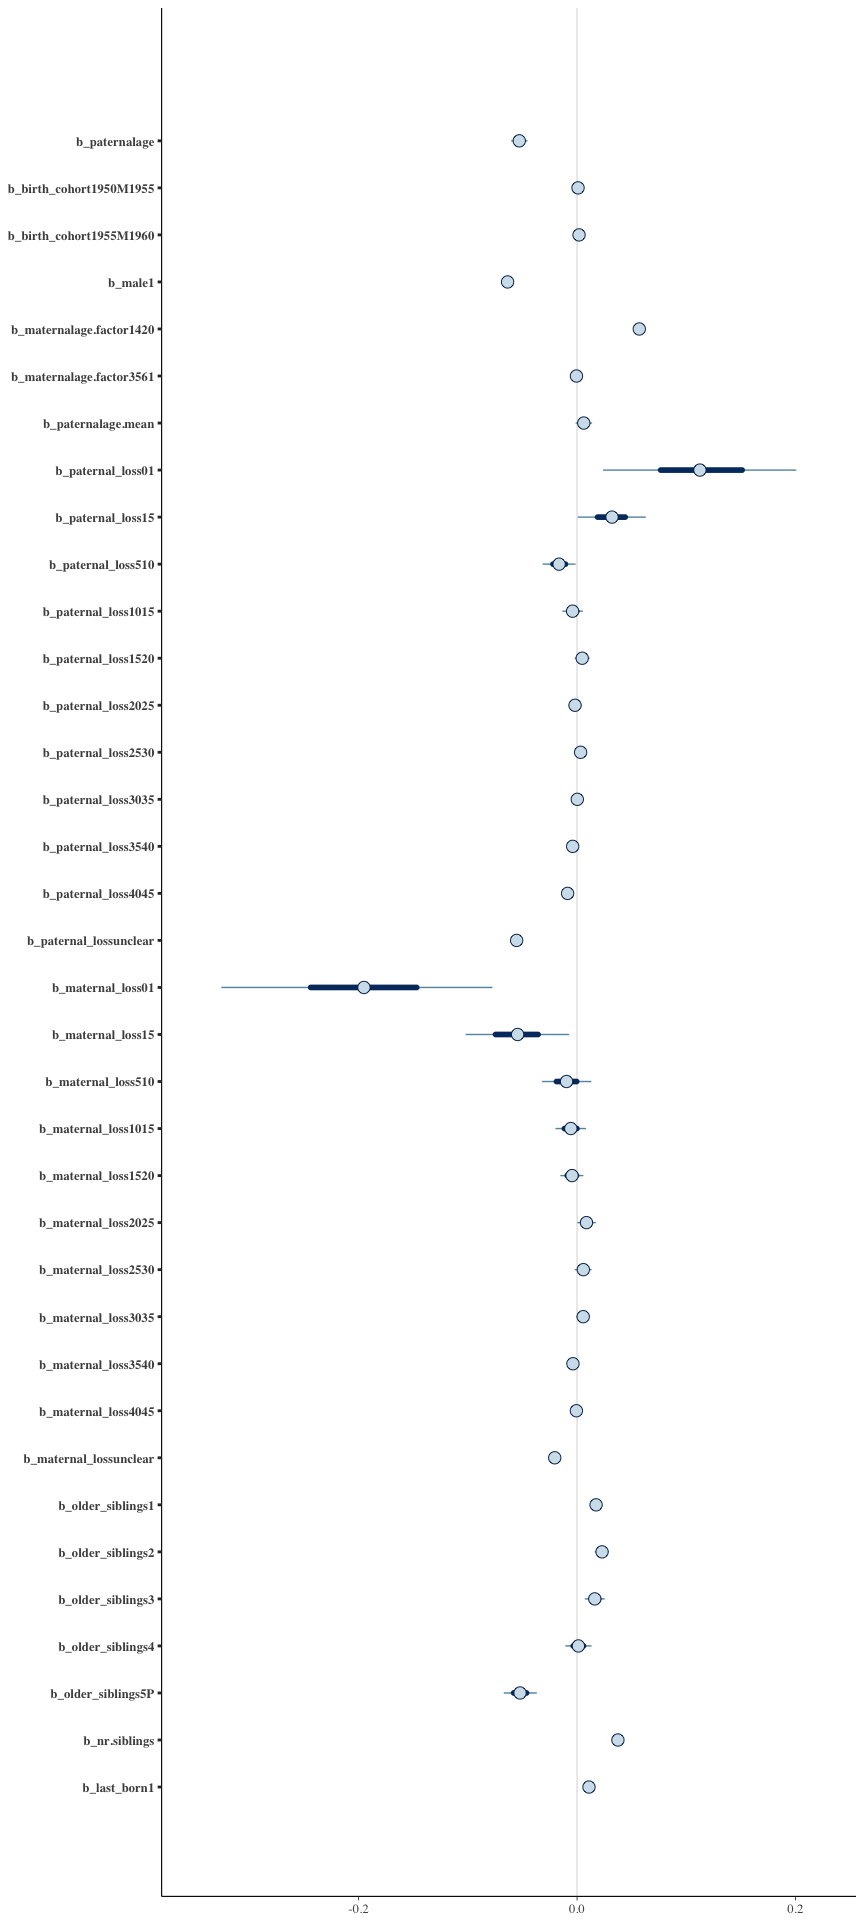 b_paternalage
b_birth_cohort1950M1955
b_birth_cohort1955M1960
b_male1
b_maternalage.factor1420
b_maternalage.factor3561
b_paternalage.mean
b_paternal_loss01
b_paternal_loss15
b_paternal_loss510
b_paternal_loss1015
b_paternal_loss1520
b_paternal_loss2025
b_paternal_loss2530
b_paternal_loss3035
b_paternal_loss3540
b_paternal_loss4045
b_paternal_lossunclear
b_maternal_loss01
b_maternal_loss15
b_maternal_loss510
b_maternal_loss1015
b_maternal_loss1520
b_maternal_loss2025
b_maternal_loss2530
b_maternal_loss3035
b_maternal_loss3540
b_maternal_loss4045
b_maternal_lossunclear
b_older_siblings1
b_older_siblings2
b_older_siblings3
b_older_siblings4
b_older_siblings5P
b_nr.siblings
b_last_born1
-0.2 0.0 0.2